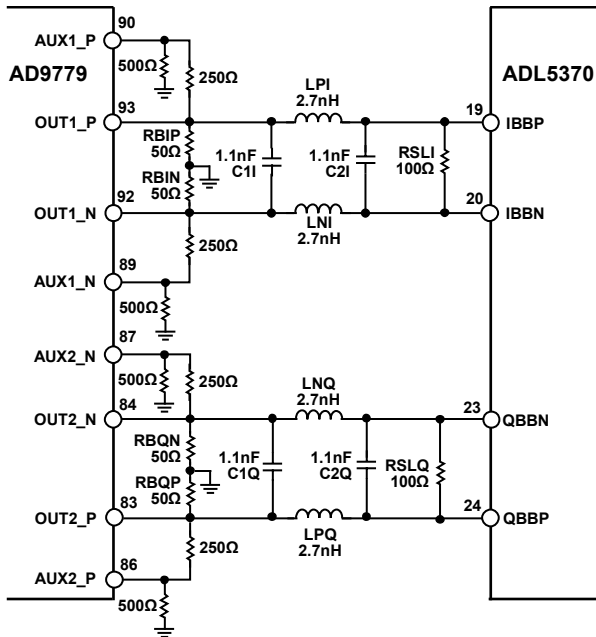 90
AUX1_P
AD9779
500Ω
250Ω
ADL5370
LPI
2.7nH
93
OUT1_P
19
IBBP
RBIP
50Ω
1.1nF
C1I
1.1nF
C2I
RSLI
100Ω
RBIN
50Ω
92
OUT1_N
20
IBBN
LNI
2.7nH
250Ω
89
AUX1_N
500Ω
87
AUX2_N
500Ω
250Ω
LNQ
2.7nH
84
OUT2_N
23
QBBN
RBQN
50Ω
1.1nF
C1Q
1.1nF
C2Q
RSLQ
100Ω
RBQP
50Ω
83
OUT2_P
24
QBBP
LPQ
2.7nH
250Ω
86
AUX2_P
500Ω